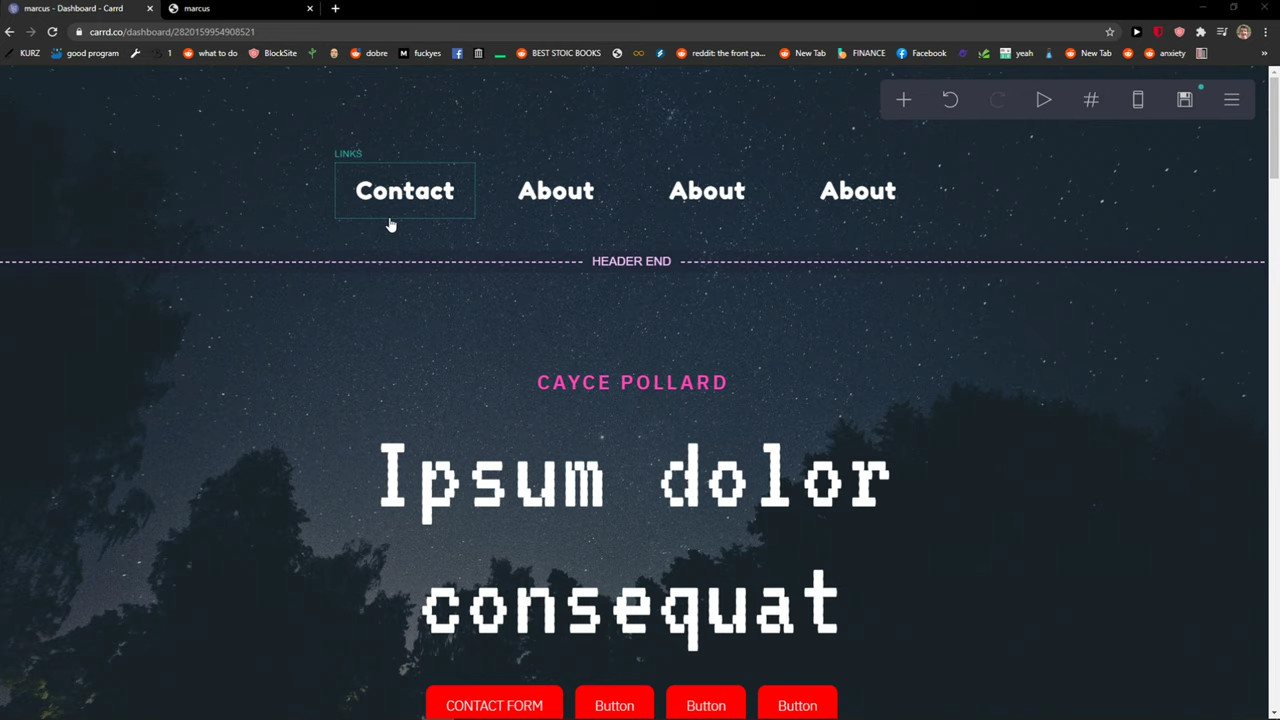 marcus - Dashboard - Carrd
marcus
carrd.co/dashboard/2820159954908521
KURZ
good program
1
what to do
BlockSite
dobre
fuckyes
BEST STOIC BOOKS
reddit: the front pa...
New Tab
FINANCE
Facebook
yeah
New Tab
anxiety
LINKS
Contact About About About
HEADER END
CAYCE POLLARD
Ipsum dolor
consequat
CONTACT FORM Button Button Button